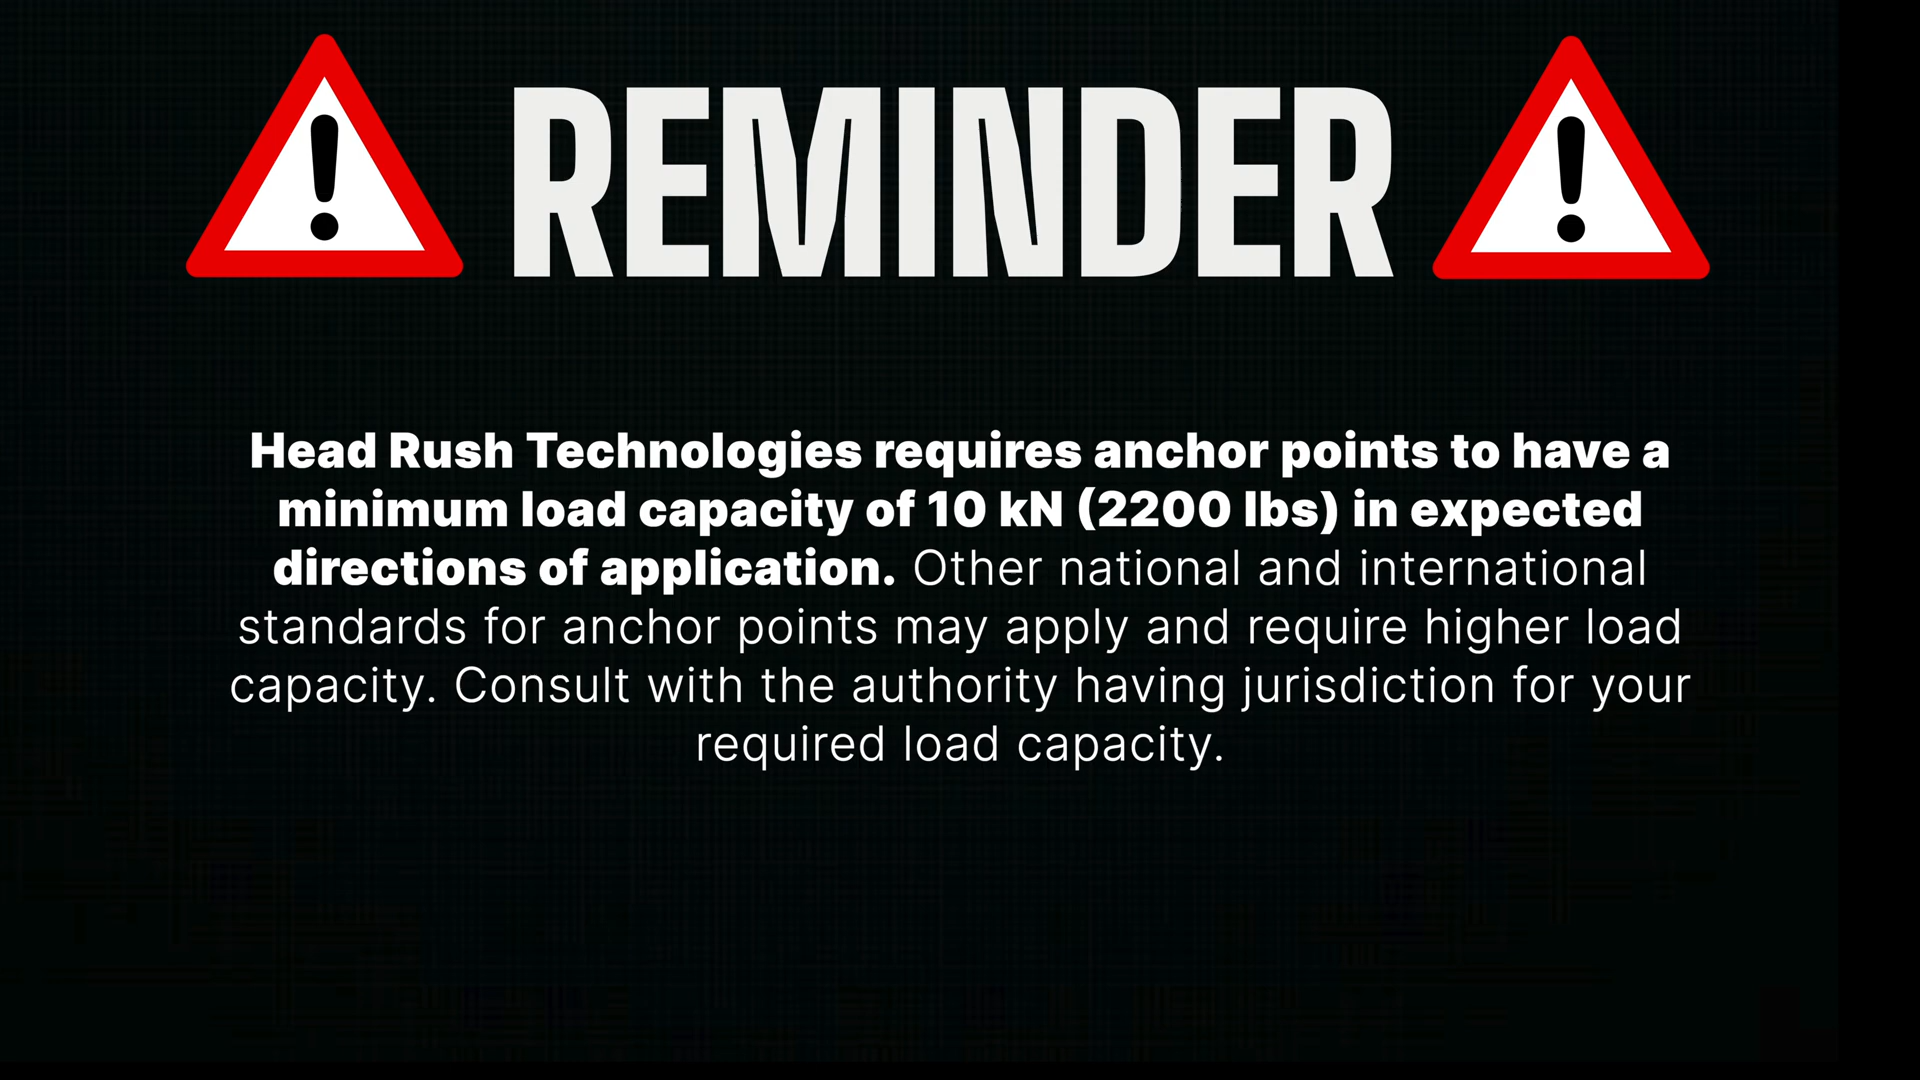 REMINDER
Head Rush Technologies requires anchor points to have a
minimum load capacity of 10 kN (2200 lbs) in expected
directions of application. Other national and international
standards for anchor points may apply and require higher load
capacity. Consult with the authority having jurisdiction for your
required load capacity.